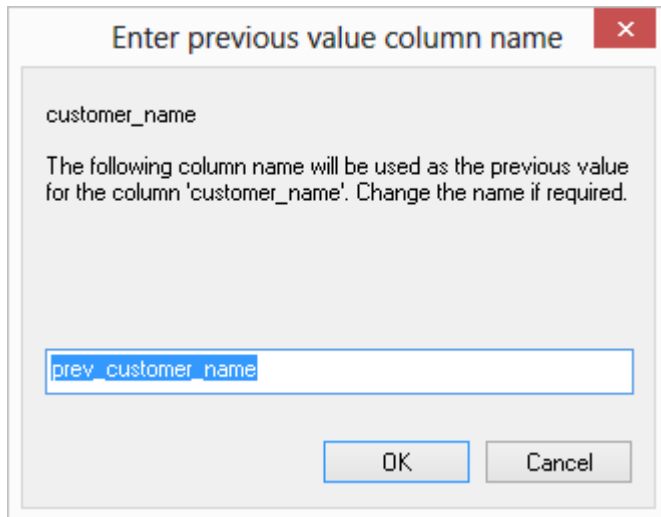 Enter previous value column name
customer_name
The following column name will be used as the previous value
for the column 'customer_name'. Change the name if required.
prev_customer_name
OK
Cancel